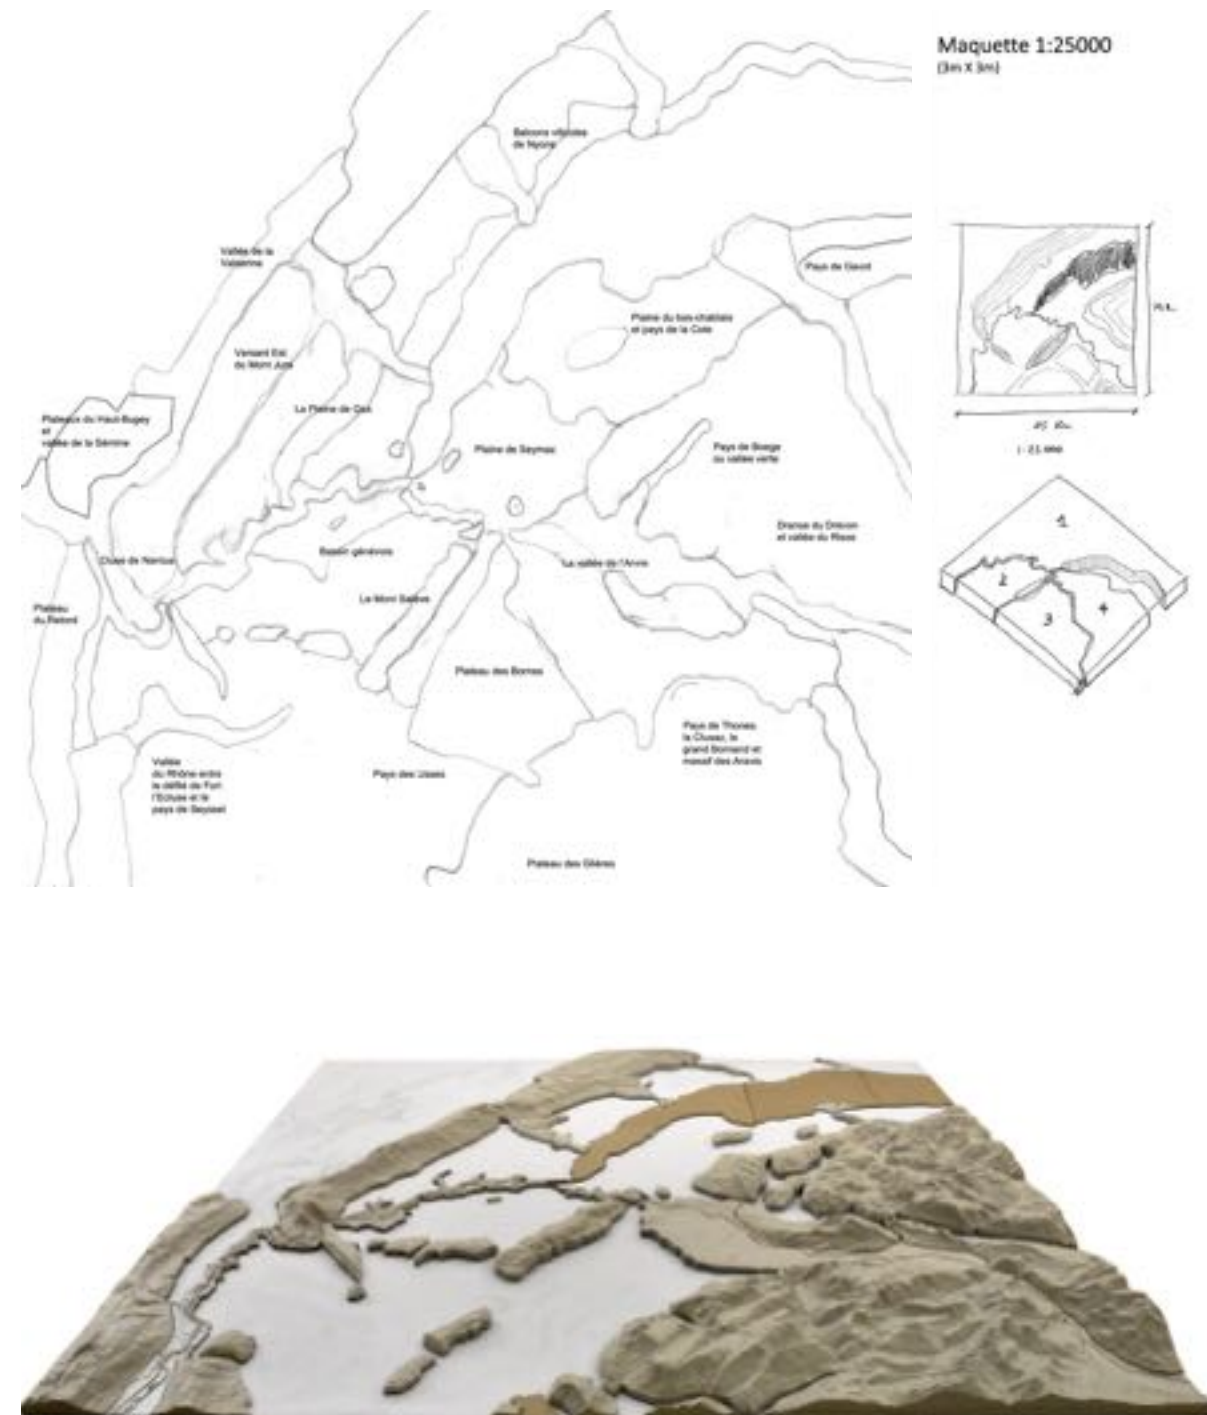 Maquette 1:25000
(3m X 3m)
Balcons viticoles
de Nyons
Vallée de la
Valserine
Pays de Gavot
Plaine du bas-chablais
et pays de la Cote
Versant Est
du Mont Jura
La Plaine de Gex
Plateaux du Haut-Bugey
et
vallée de la Sémine
Plaine de Seymaz
Pays de Boege
ou vallée verte
Dranse du Drevon
et vallée du Risse
Bassin génévois
La vallée de l'Arve
Cluse de Nantua
Le Mont Salève
Plateau
du Retord
Plateau des Bornes
Pays de Thones,
la Clusaz, le
grand Bornand et
massif des Aravis
Vallée
du Rhône entre
le défilé de Fort
l'Ecluse et le
pays de Seyssel
Pays des Usses
Plateau des Glières
1
2
3
4